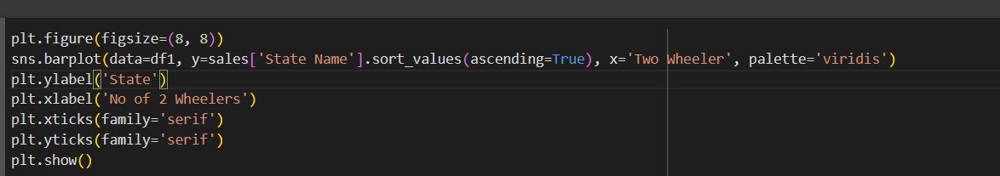 plt.figure(figsize=(8, 8))
sns.barplot(data=df1, y=sales['State Name'].sort_values(ascending=True), x='Two Wheeler', palette='viridis')
plt.ylabel('State')
plt.xlabel('No of 2 Wheelers')
plt.xticks(family='serif')
plt.yticks(family='serif')
plt.show()